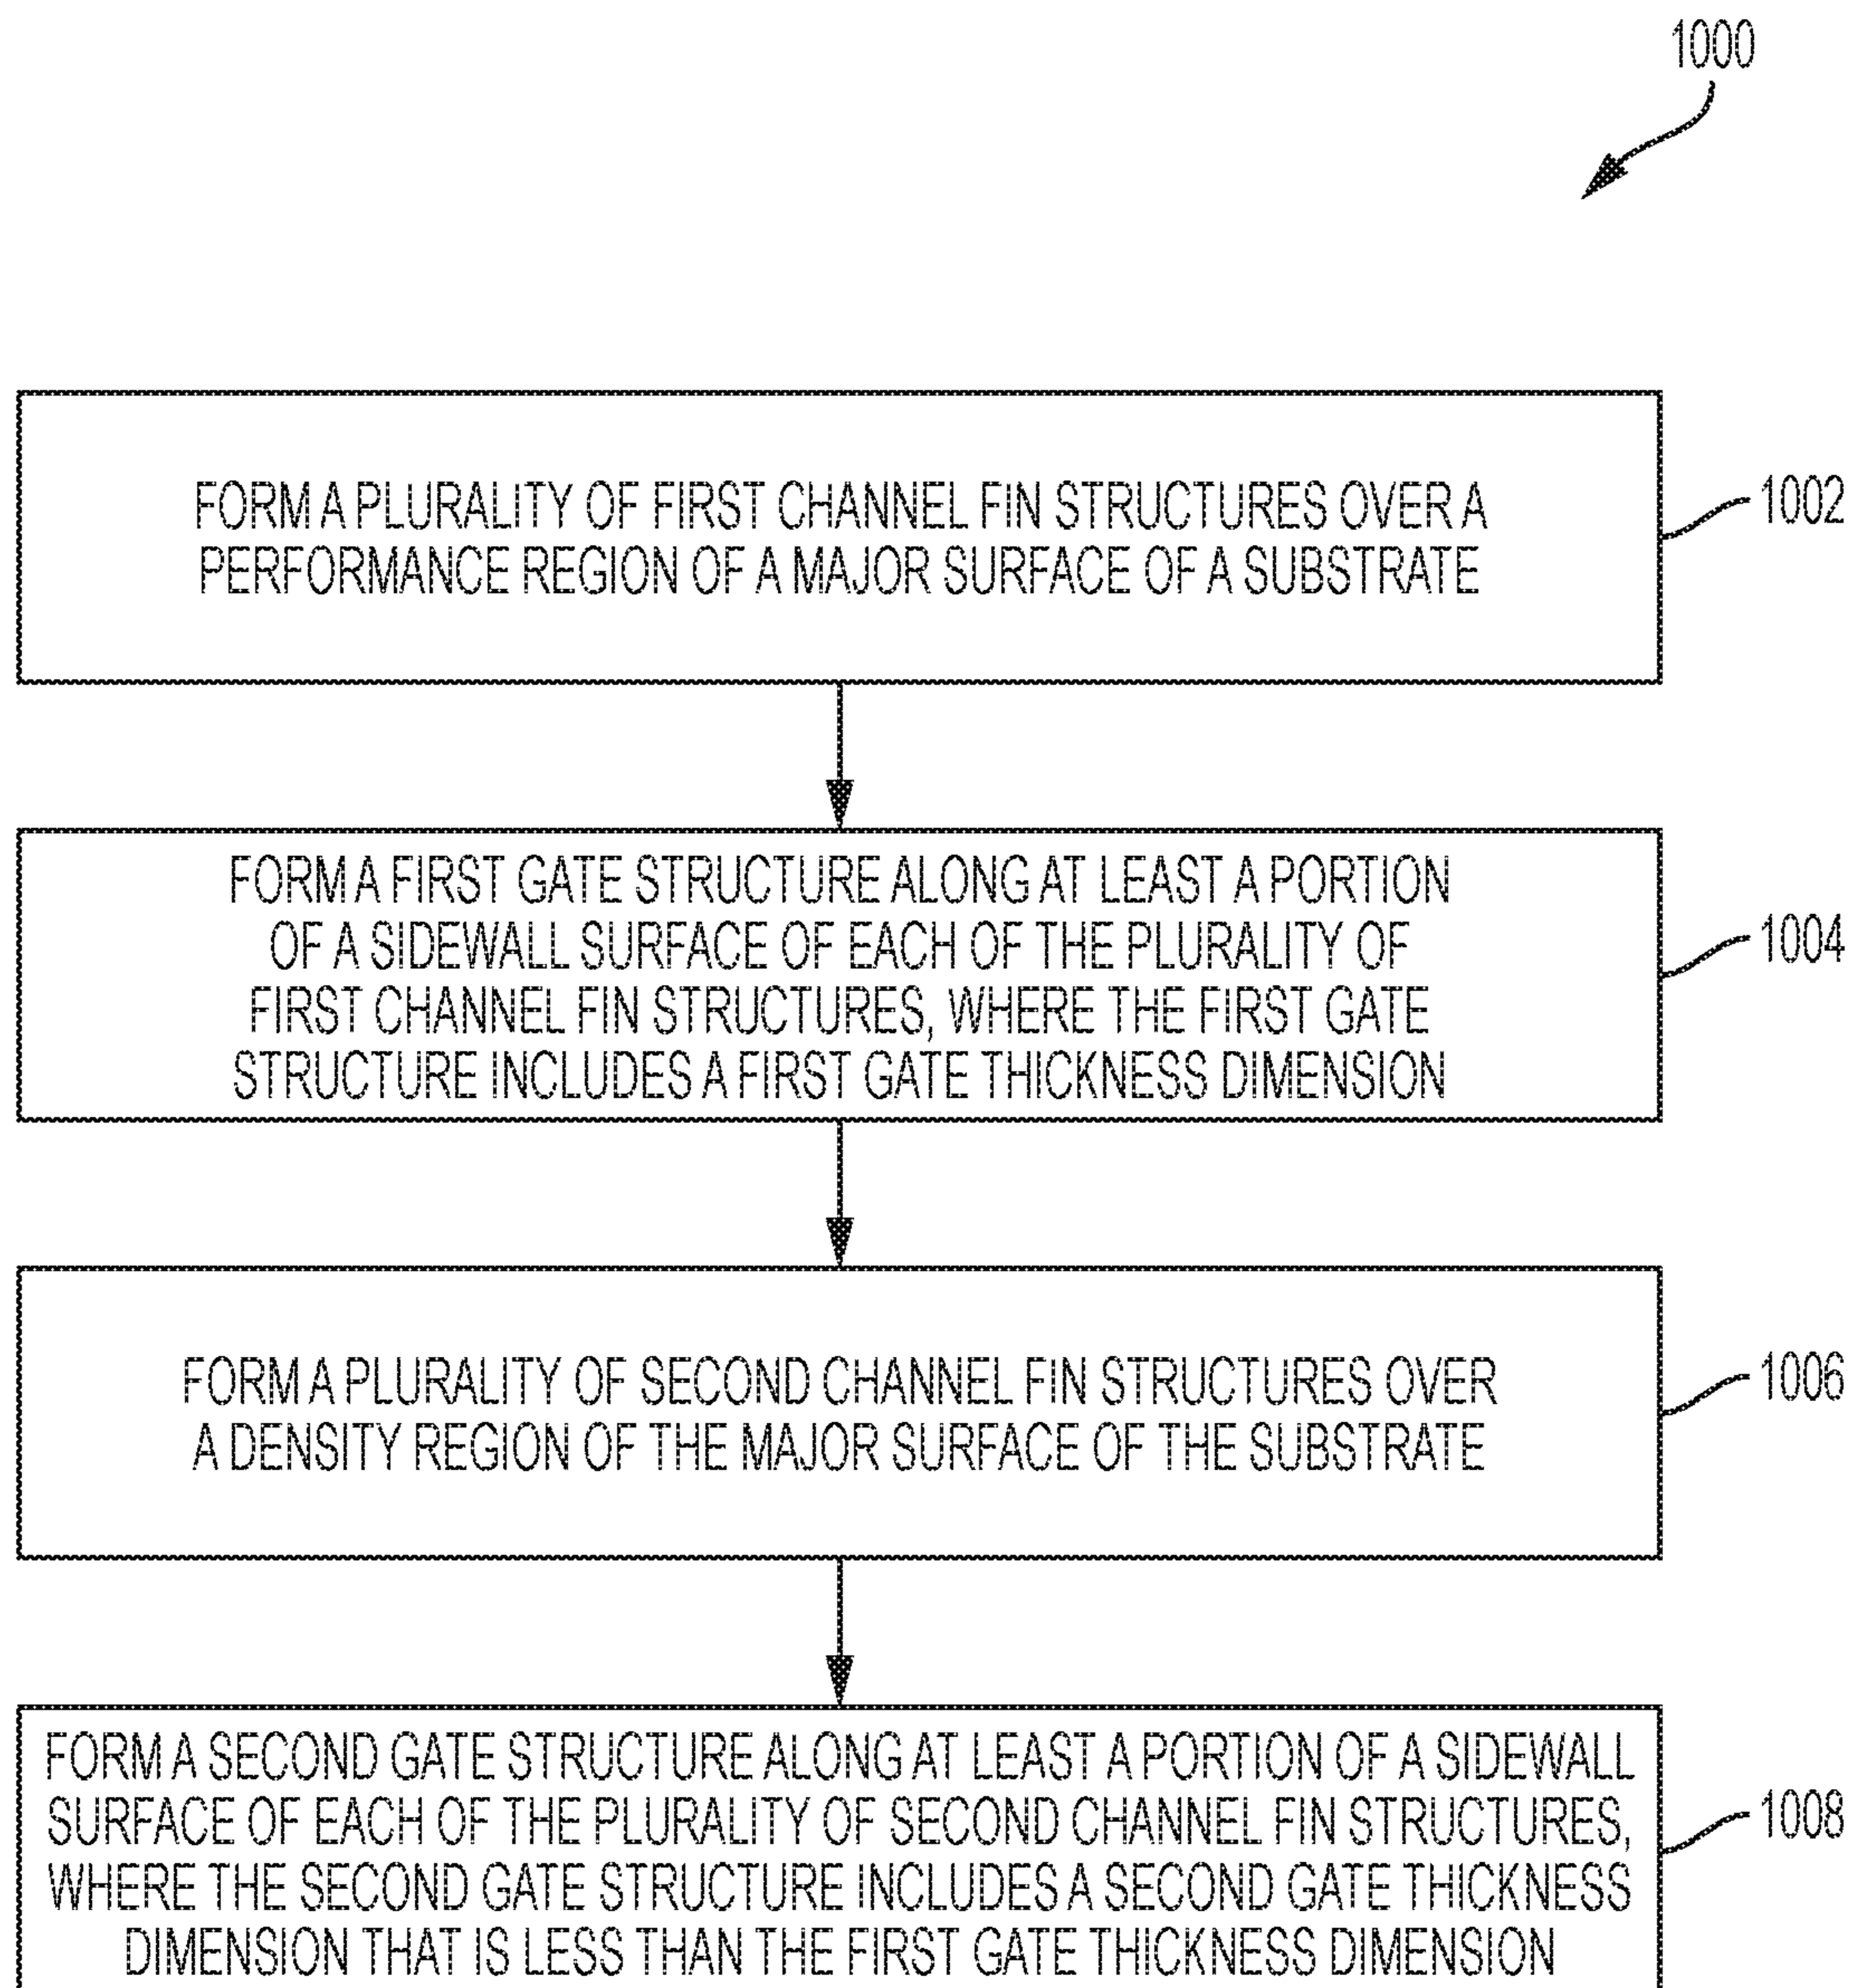 1000
FORM A PLURALITY OF FIRST CHANNEL FIN STRUCTURES OVER A
PERFORMANCE REGION OF A MAJOR SURFACE OF A SUBSTRATE
1002
FORM A FIRST GATE STRUCTURE ALONG AT LEAST A PORTION
OF A SIDEWALL SURFACE OF EACH OF THE PLURALITY OF
FIRST CHANNEL FIN STRUCTURES, WHERE THE FIRST GATE
STRUCTURE INCLUDES A FIRST GATE THICKNESS DIMENSION
1004
FORM A PLURALITY OF SECOND CHANNEL FIN STRUCTURES OVER
A DENSITY REGION OF THE MAJOR SURFACE OF THE SUBSTRATE
1006
FORM A SECOND GATE STRUCTURE ALONG AT LEAST A PORTION OF A SIDEWALL
SURFACE OF EACH OF THE PLURALITY OF SECOND CHANNEL FIN STRUCTURES,
WHERE THE SECOND GATE STRUCTURE INCLUDES A SECOND GATE THICKNESS
DIMENSION THAT IS LESS THAN THE FIRST GATE THICKNESS DIMENSION
1008